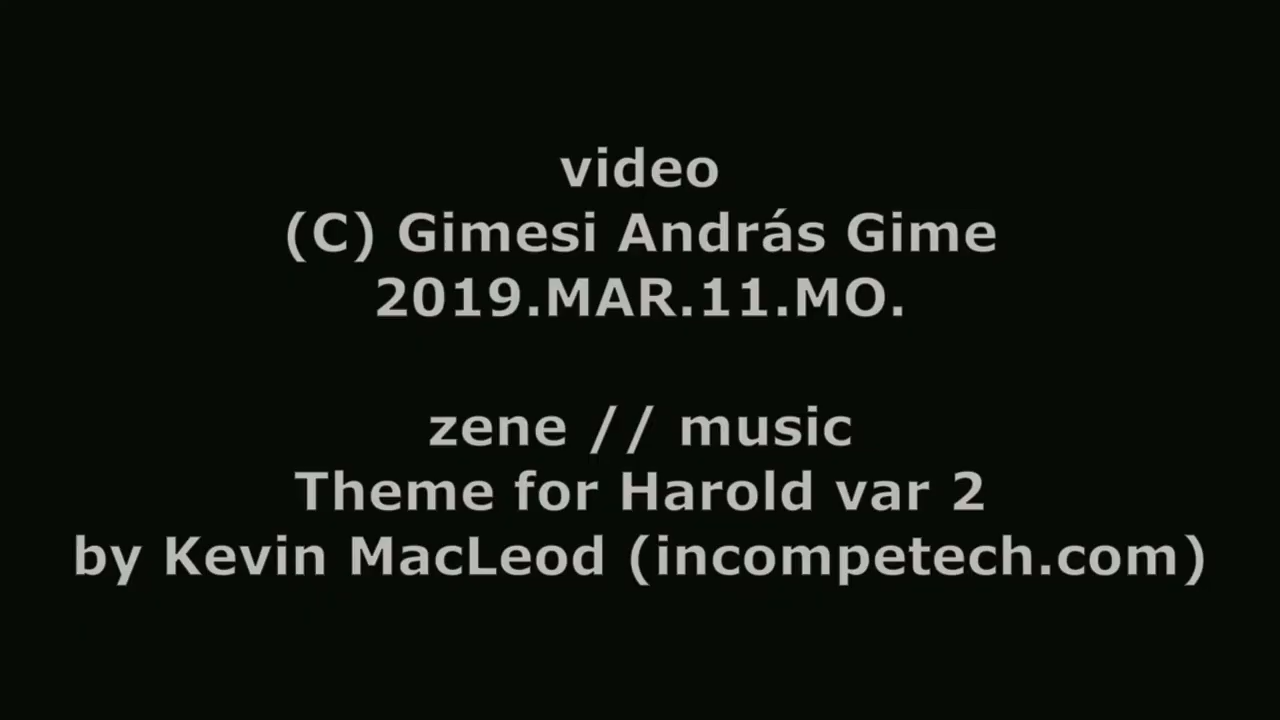 video
(C) Gimesi András Gime
2019.MAR.11.MO.
zene // music
Theme for Harold var 2
by Kevin MacLeod (incompetech.com)